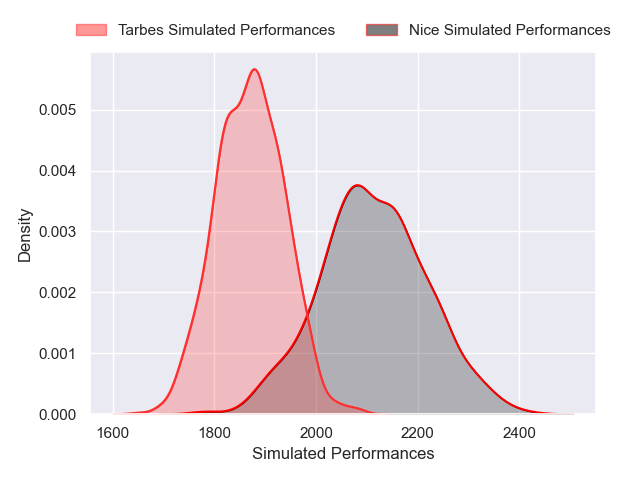 Tarbes Simulated Performances Nice Simulated Performances
0.005
0.004
0.003
0.002
0.001
0.000
Density
1600 1800 2000 2200 2400
Simulated Performances